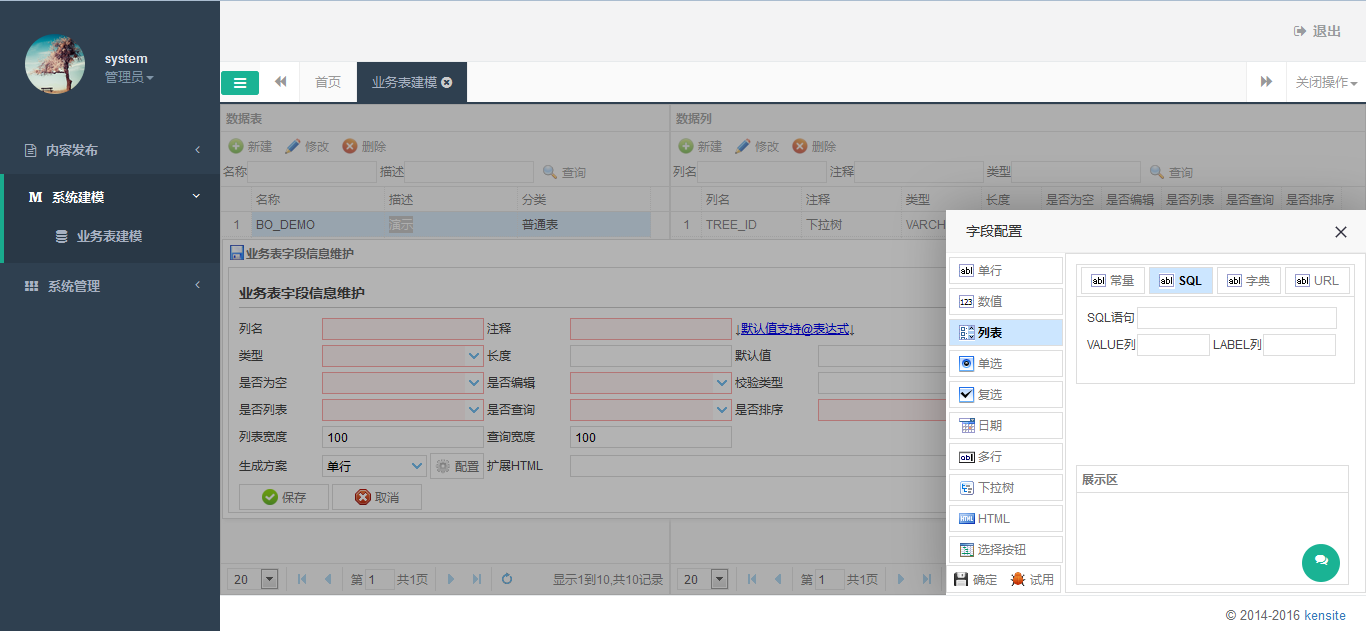 system
管理员
内容发布
M 系统建模
业务表建模
系统管理
退出
首页
业务表建模
关闭操作
数据表
新建 修改 删除
名称 描述 查询
名称 描述 分类
1 BO_DEMO 演示 普通表
数据列
新建 修改 删除
列名 注释 类型 查询
列名 注释 类型 长度 是否为空 是否编辑 是否列表 是否查询 是否排序
1 TREE_ID 下拉树 VARCH
业务表字段信息维护
业务表字段信息维护
列名 注释 ↓默认值支持@表达式↓
类型 长度 默认值
是否为空 是否编辑 校验类型
是否列表 是否查询 是否排序
列表宽度 100 查询宽度 100
生成方案 单行 配置 扩展HTML
保存 取消
20 第 1 共1页 显示1到10,共10记录
20 第 1 共1页
字段配置
abl 单行
123 数值
列表
单选
复选
日期
abl 多行
下拉树
HTML HTML
选择按钮
确定 试用
abl 常量 abl SQL abl 字典 abl URL
SQL语句
VALUE列 LABEL列
展示区
© 2014-2016 kensite